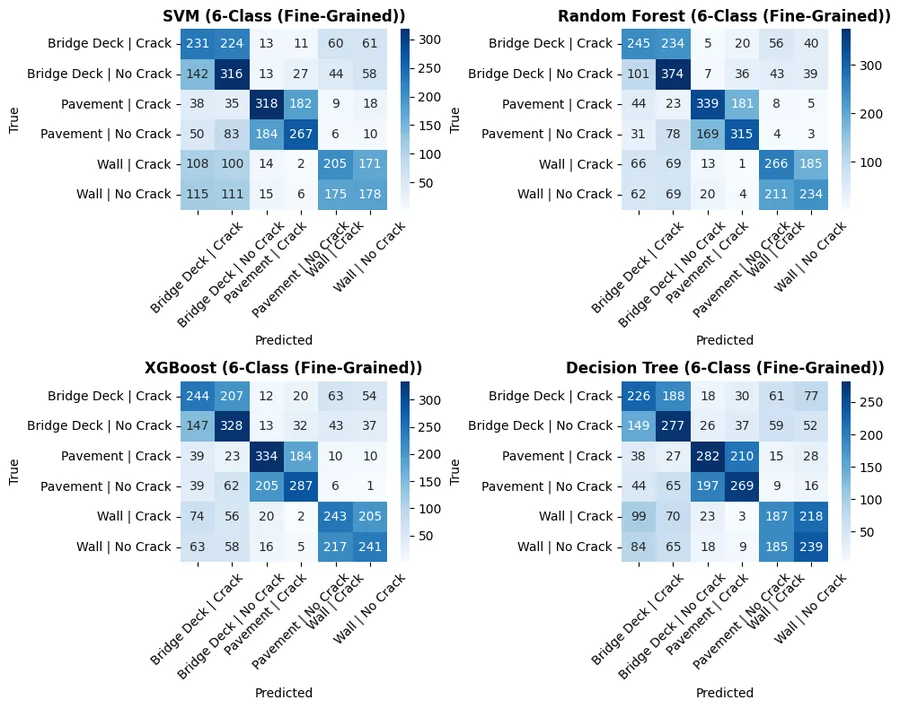 SVM (6-Class (Fine-Grained))
Bridge Deck | Crack 231 224 13 11 60 61
Bridge Deck | No Crack 142 316 13 27 44 58
Pavement | Crack 38 35 318 182 9 18
Pavement | No Crack 50 83 184 267 6 10
Wall | Crack 108 100 14 2 205 171
Wall | No Crack 115 111 15 6 175 178
True
300
250
200
150
100
50
Bridge Deck | Crack
Bridge Deck | No Crack
Pavement | Crack
Pavement | No Crack
Wall | Crack
Wall | No Crack
Predicted
Random Forest (6-Class (Fine-Grained))
Bridge Deck | Crack 245 234 5 20 56 40
Bridge Deck | No Crack 101 374 7 36 43 39
Pavement | Crack 44 23 339 181 8 5
Pavement | No Crack 31 78 169 315 4 3
Wall | Crack 66 69 13 1 266 185
Wall | No Crack 62 69 20 4 211 234
True
300
200
100
Bridge Deck | Crack
Bridge Deck | No Crack
Pavement | Crack
Pavement | No Crack
Wall | Crack
Wall | No Crack
Predicted
XGBoost (6-Class (Fine-Grained))
Bridge Deck | Crack 244 207 12 20 63 54
Bridge Deck | No Crack 147 328 13 32 43 37
Pavement | Crack 39 23 334 184 10 10
Pavement | No Crack 39 62 205 287 6 1
Wall | Crack 74 56 20 2 243 205
Wall | No Crack 63 58 16 5 217 241
True
300
250
200
150
100
50
Bridge Deck | Crack
Bridge Deck | No Crack
Pavement | Crack
Pavement | No Crack
Wall | Crack
Wall | No Crack
Predicted
Decision Tree (6-Class (Fine-Grained))
Bridge Deck | Crack 226 188 18 30 61 77
Bridge Deck | No Crack 149 277 26 37 59 52
Pavement | Crack 38 27 282 210 15 28
Pavement | No Crack 44 65 197 269 9 16
Wall | Crack 99 70 23 3 187 218
Wall | No Crack 84 65 18 9 185 239
True
250
200
150
100
50
Bridge Deck | Crack
Bridge Deck | No Crack
Pavement | Crack
Pavement | No Crack
Wall | Crack
Wall | No Crack
Predicted